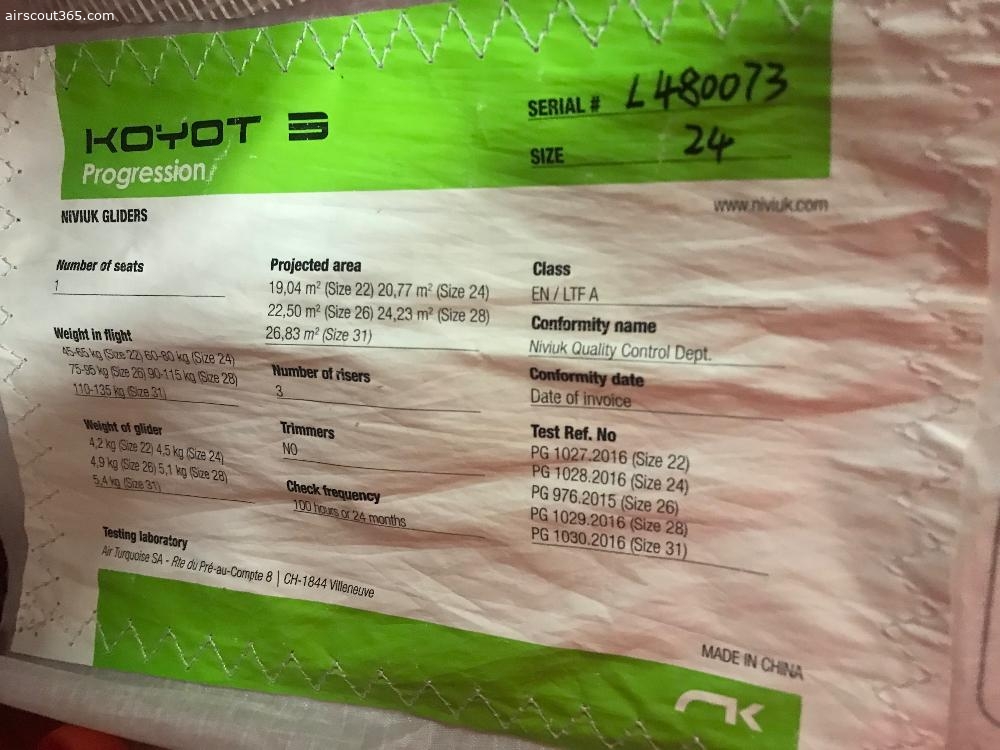 airscout365.com
KOYOT 3
Progression
SERIAL # L480073
SIZE 24
NIVIUK GLIDERS
www.niviuk.com
Number of seats
1
Weight in flight
45-65 kg (Size 22) 60-80 kg (Size 24)
75-95 kg (Size 26) 90-115 kg (Size 28)
110-135 kg (Size 31)
Weight of glider
4,2 kg (Size 22) 4,5 kg (Size 24)
4,9 kg (Size 26) 5,1 kg (Size 28)
5,4 kg (Size 31)
Projected area
19,04 m² (Size 22) 20,77 m² (Size 24)
22,50 m² (Size 26) 24,23 m² (Size 28)
26,83 m² (Size 31)
Number of risers
3
Trimmers
NO
Check frequency
100 hours or 24 months
Class
EN / LTF A
Conformity name
Niviuk Quality Control Dept.
Conformity date
Date of invoice
Test Ref. No
PG 1027.2016 (Size 22)
PG 1028.2016 (Size 24)
PG 976.2015 (Size 26)
PG 1029.2016 (Size 28)
PG 1030.2016 (Size 31)
Testing laboratory
Air Turquoise SA - Rte du Pré-au-Compte 8 | CH-1844 Villeneuve
MADE IN CHINA